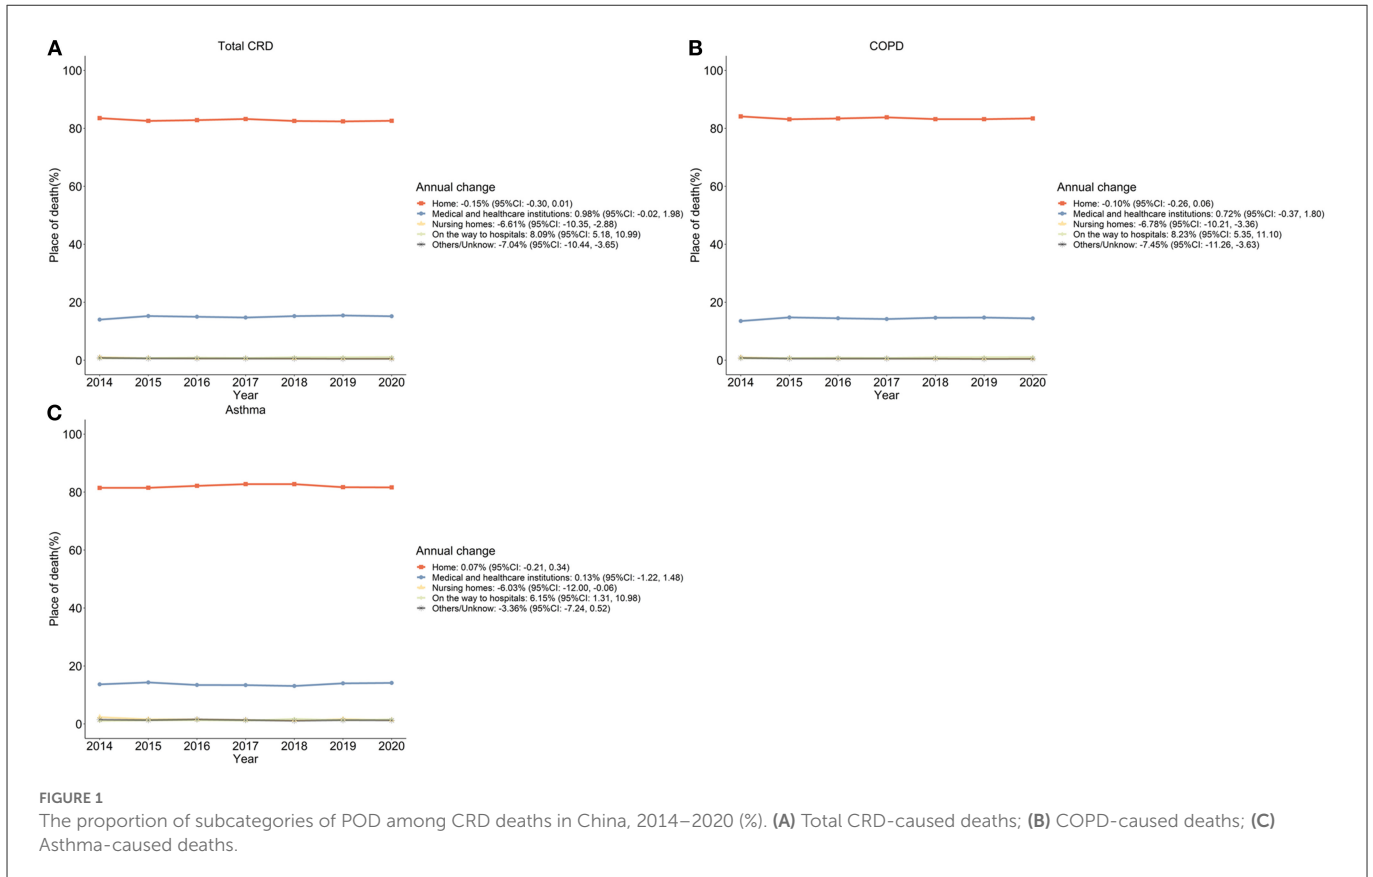 A
Total CRD
100
80
60
40
20
0
Place of death(%)
2014 2015 2016 2017 2018 2019 2020
Year
Annual change
Home: -0.15% (95%CI: -0.30, 0.01)
Medical and healthcare institutions: 0.98% (95%CI: -0.02, 1.98)
Nursing homes: -6.61% (95%CI: -10.35, -2.88)
On the way to hospitals: 8.09% (95%CI: 5.18, 10.99)
Others/Unknow: -7.04% (95%CI: -10.44, -3.65)
B
COPD
100
80
60
40
20
0
Place of death(%)
2014 2015 2016 2017 2018 2019 2020
Year
Annual change
Home: -0.10% (95%CI: -0.26, 0.06)
Medical and healthcare institutions: 0.72% (95%CI: -0.37, 1.80)
Nursing homes: -6.78% (95%CI: -10.21, -3.36)
On the way to hospitals: 8.23% (95%CI: 5.35, 11.10)
Others/Unknow: -7.45% (95%CI: -11.26, -3.63)
C
Asthma
100
80
60
40
20
0
Place of death(%)
2014 2015 2016 2017 2018 2019 2020
Year
Annual change
Home: 0.07% (95%CI: -0.21, 0.34)
Medical and healthcare institutions: 0.13% (95%CI: -1.22, 1.48)
Nursing homes: -6.03% (95%CI: -12.00, -0.06)
On the way to hospitals: 6.15% (95%CI: 1.31, 10.98)
Others/Unknow: -3.36% (95%CI: -7.24, 0.52)
FIGURE 1
The proportion of subcategories of POD among CRD deaths in China, 2014–2020 (%). (A) Total CRD-caused deaths; (B) COPD-caused deaths; (C)
Asthma-caused deaths.